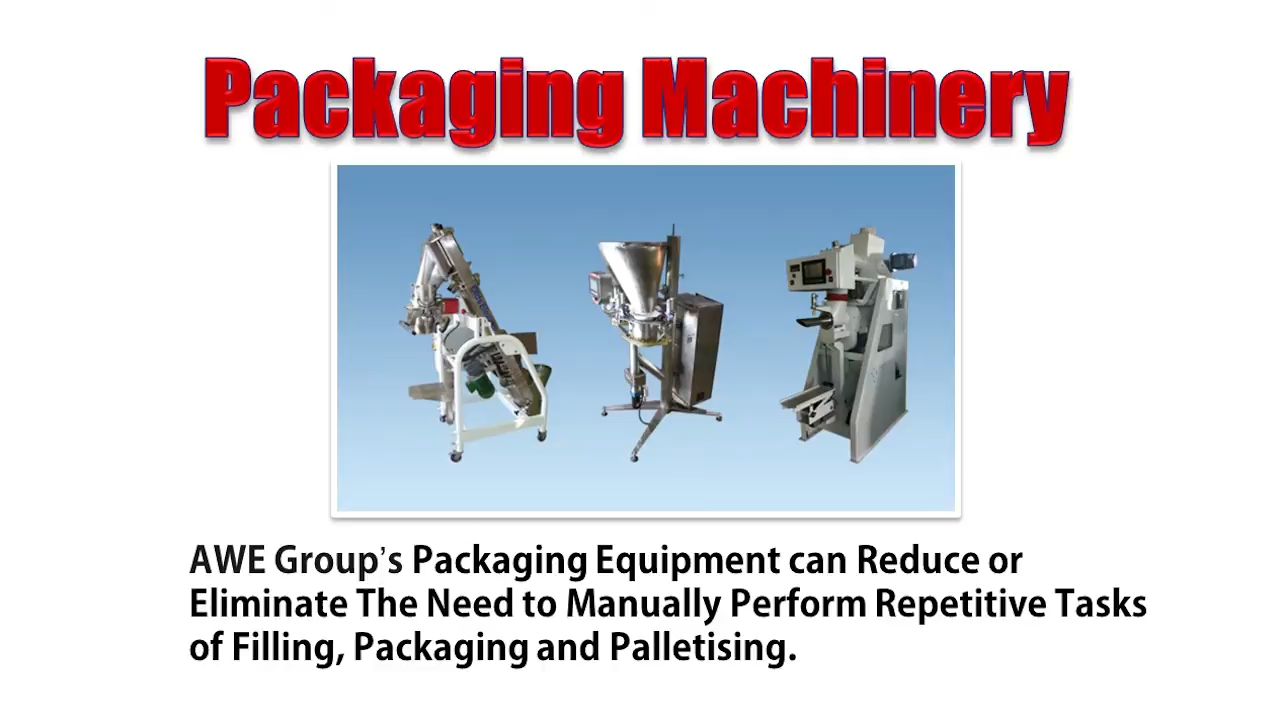 Packaging Machinery
AWE Group's Packaging Equipment can Reduce or
Eliminate The Need to Manually Perform Repetitive Tasks
of Filling, Packaging and Palletising.